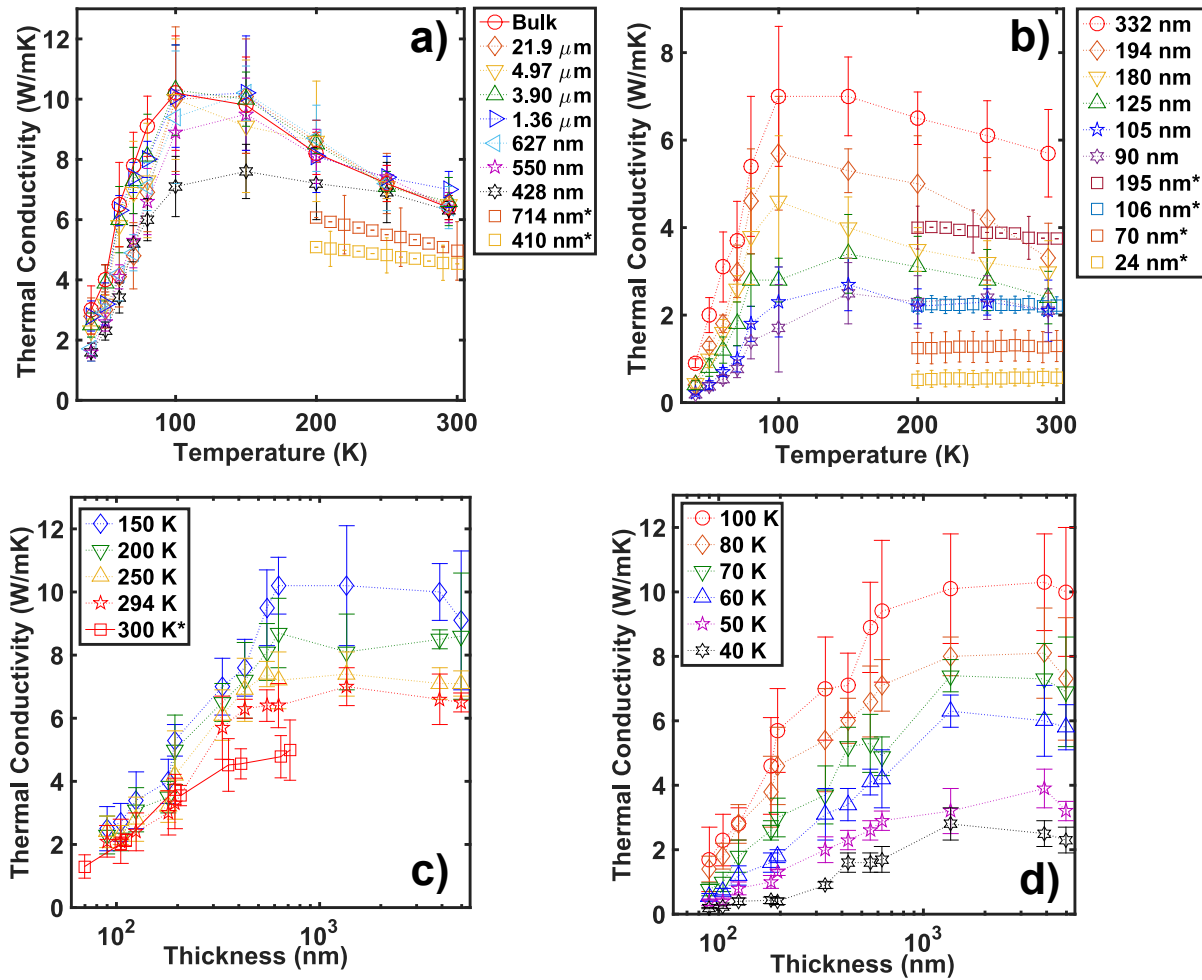 a)
Thermal Conductivity (W/mK)
12
10
8
6
4
2
0
100
200
300
Temperature (K)
Bulk
21.9 μm
4.97 μm
3.90 μm
1.36 μm
627 nm
550 nm
428 nm
714 nm*
410 nm*
b)
Thermal Conductivity (W/mK)
8
6
4
2
0
100
200
300
Temperature (K)
332 nm
194 nm
180 nm
125 nm
105 nm
90 nm
195 nm*
106 nm*
70 nm*
24 nm*
c)
Thermal Conductivity (W/mK)
12
10
8
6
4
2
0
10²
10³
Thickness (nm)
150 K
200 K
250 K
294 K
300 K*
d)
Thermal Conductivity (W/mK)
12
10
8
6
4
2
0
10²
10³
Thickness (nm)
100 K
80 K
70 K
60 K
50 K
40 K